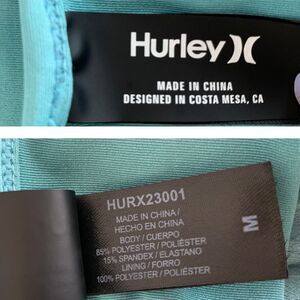 Hurley
MADE IN CHINA
DESIGNED IN COSTA MESA, CA
HURX23001
MADE IN CHINA /
HECHO EN CHINA
BODY / CUERPO
85% POLYESTER / POLIÉSTER
15% SPANDEX / ELASTANO
LINING / FORRO
100% POLYESTER / POLIÉSTER
M